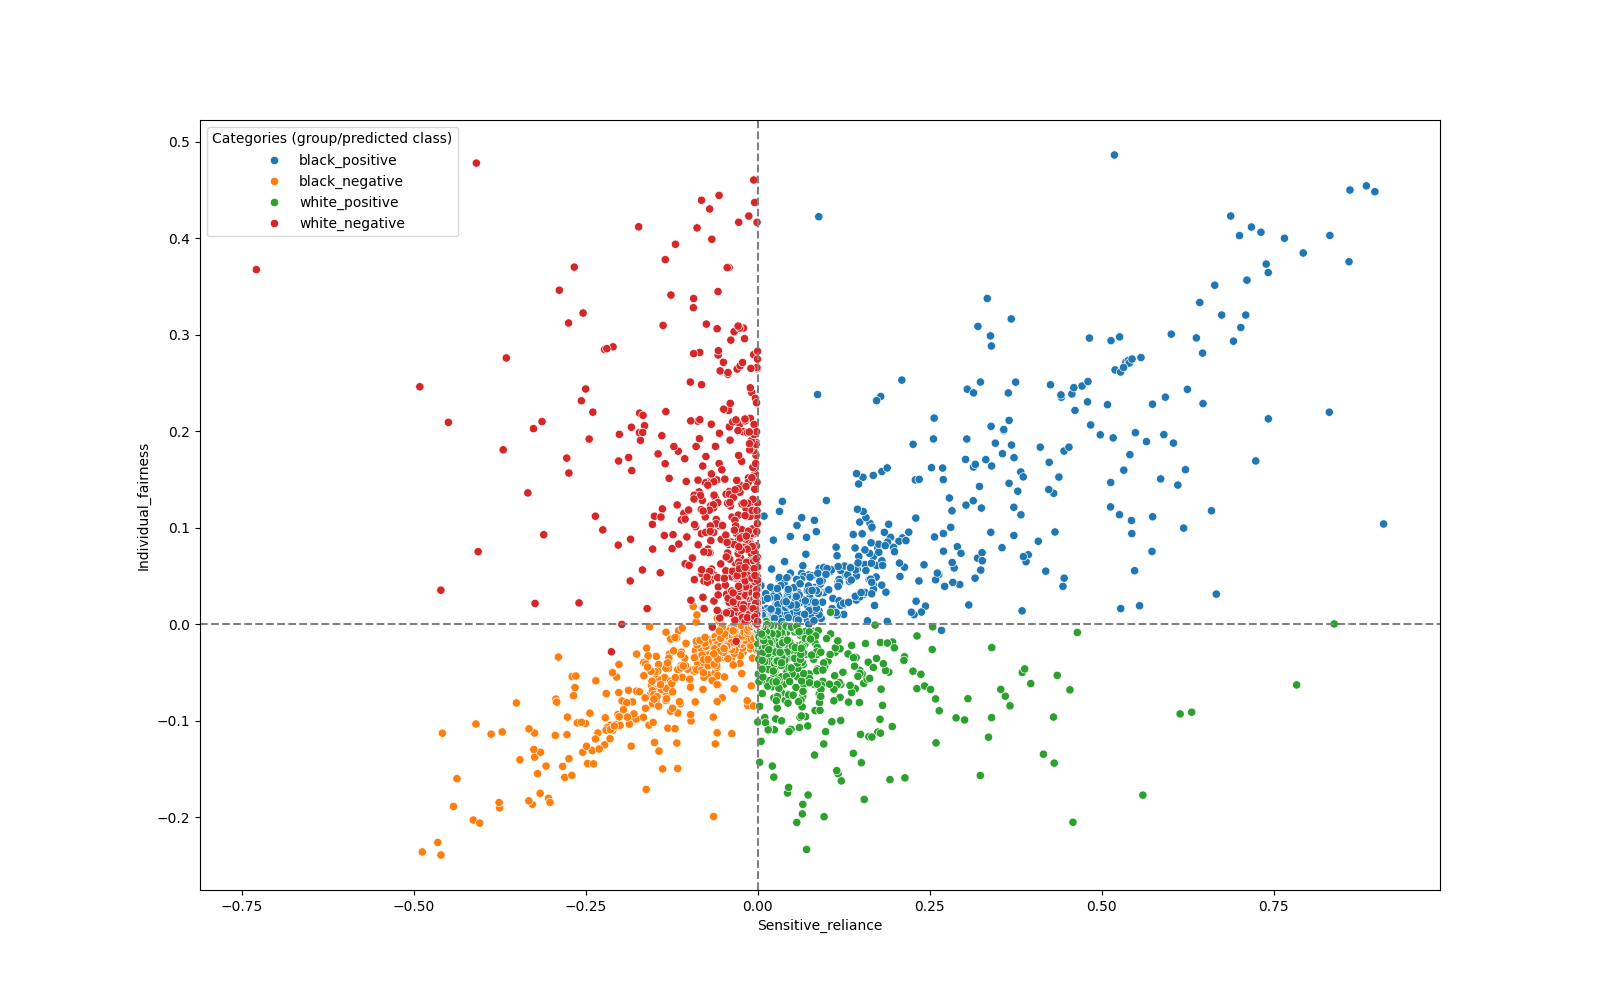 Categories (group/predicted class)
black_positive
black_negative
white_positive
white_negative
0.5
0.4
0.3
0.2
0.1
0.0
−0.1
−0.2
Individual_fairness
−0.75
−0.50
−0.25
0.00
0.25
0.50
0.75
Sensitive_reliance